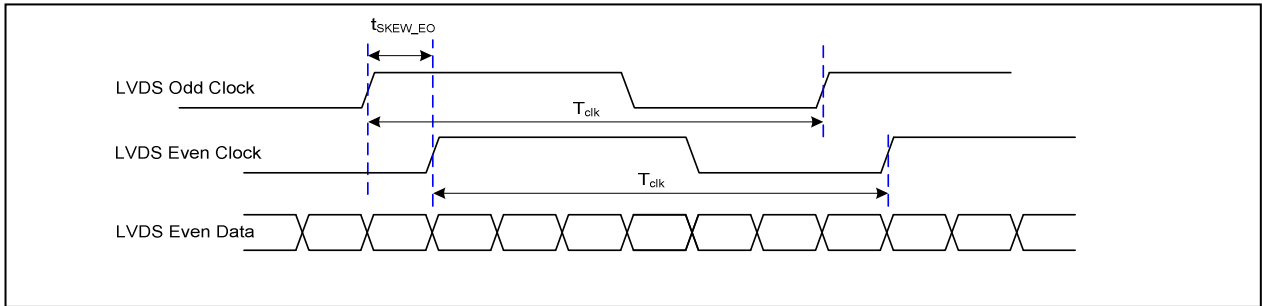 tSKEW_EO
LVDS Odd Clock
Tclk
LVDS Even Clock
Tclk
LVDS Even Data